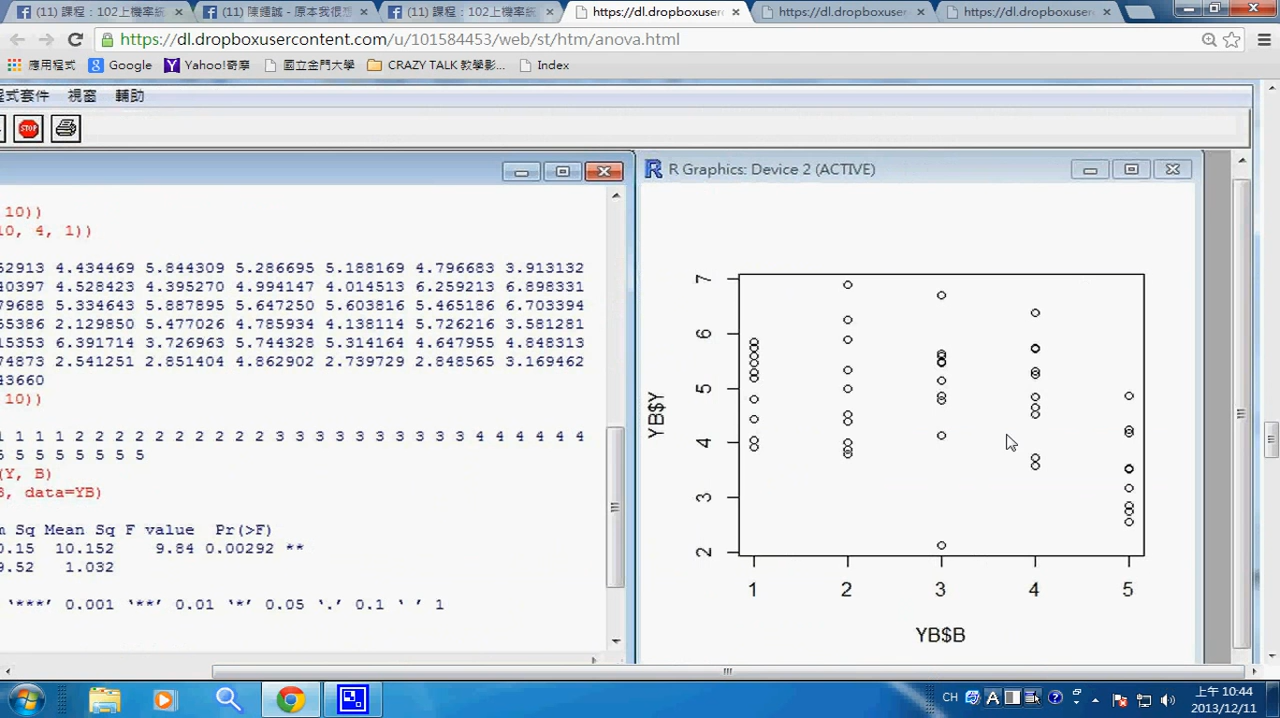 (11) 課程：102上機率統
(11) 陳鍾誠 - 原本我很想
(11) 課程：102上機率統
https://dl.dropboxuser
https://dl.dropboxuser
https://dl.dropboxuser
https://dl.dropboxusercontent.com/u/101584453/web/st/htm/anova.html
應用程式 Google Yahoo!奇摩 國立金門大學 CRAZY TALK 教學影... Index
程式套件 視窗 輔助
STOP
R Graphics: Device 2 (ACTIVE)
10))
10, 4, 1))
52913 4.434469 5.844309 5.286695 5.188169 4.796683 3.913132
40397 4.528423 4.395270 4.994147 4.014513 6.259213 6.898331
79688 5.334643 5.887895 5.647250 5.603816 5.465186 6.703394
55386 2.129850 5.477026 4.785934 4.138114 5.726216 3.581281
15353 6.391714 3.726963 5.744328 5.314164 4.647955 4.848313
74873 2.541251 2.851404 4.862902 2.739729 2.848565 3.169462
43660
10))
1 1 1 1 2 2 2 2 2 2 2 2 2 2 3 3 3 3 3 3 3 3 3 3 4 4 4 4 4 4
5 5 5 5 5 5 5 5
(Y, B)
B, data=YB)
m Sq Mean Sq F value Pr(>F)
0.15 10.152 9.84 0.00292 **
9.52 1.032
‘***’ 0.001 ‘**’ 0.01 ‘*’ 0.05 ‘.’ 0.1 ‘ ’ 1
YB$Y
7
6
5
4
3
2
1 2 3 4 5
YB$B
CH
上午 10:44
2013/12/11